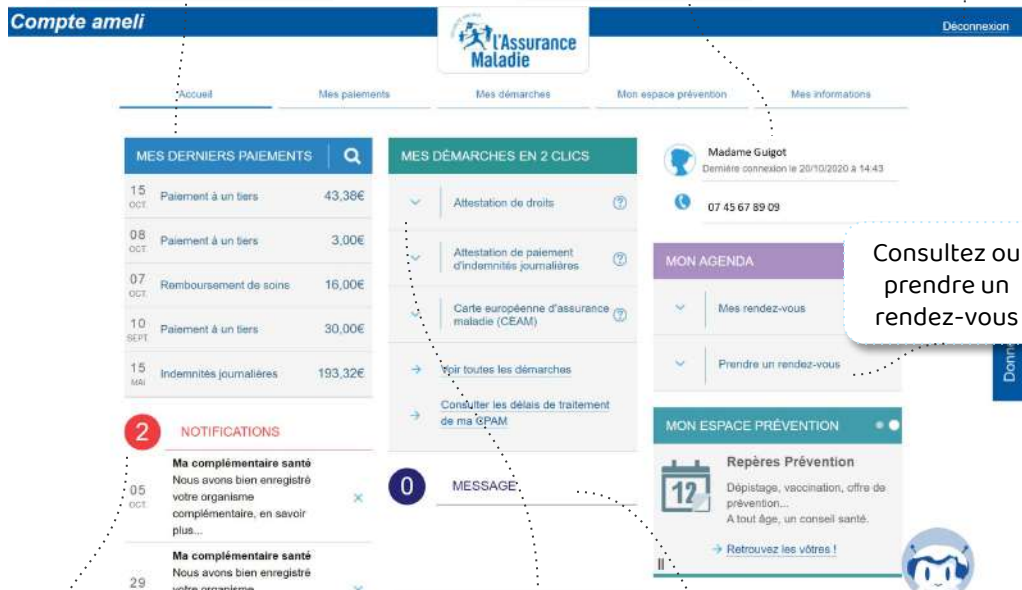 Compte ameli
l'Assurance
Maladie
Déconnexion
Accueil
Mes paiements
Mes démarches
Mon espace prévention
Mes informations
MES DERNIERS PAIEMENTS
15 Paiement à un tiers 43,38€
OCT.
08 Paiement à un tiers 3,00€
OCT.
07 Remboursement de soins 16,00€
OCT.
10 Paiement à un tiers 30,00€
SEPT.
15 Indemnités journalières 193,32€
MAI
2 NOTIFICATIONS
Ma complémentaire santé
Nous avons bien enregistré
05 votre organisme
OCT. complémentaire, en savoir
plus...
Ma complémentaire santé
Nous avons bien enregistré
29 votre organisme
MES DÉMARCHES EN 2 CLICS
Attestation de droits
Attestation de paiement
d'indemnités journalières
Carte européenne d'assurance
maladie (CEAM)
Voir toutes les démarches
Consulter les délais de traitement
de ma CPAM
0 MESSAGE
Madame Guigot
Dernière connexion le 20/10/2020 à 14:43
07 45 67 89 09
MON AGENDA
Mes rendez-vous
Prendre un rendez-vous
Consultez ou
prendre un
rendez-vous
MON ESPACE PRÉVENTION
12
Repères Prévention
Dépistage, vaccination, offre de
prévention...
A tout âge, un conseil santé.
Retrouvez les vôtres !